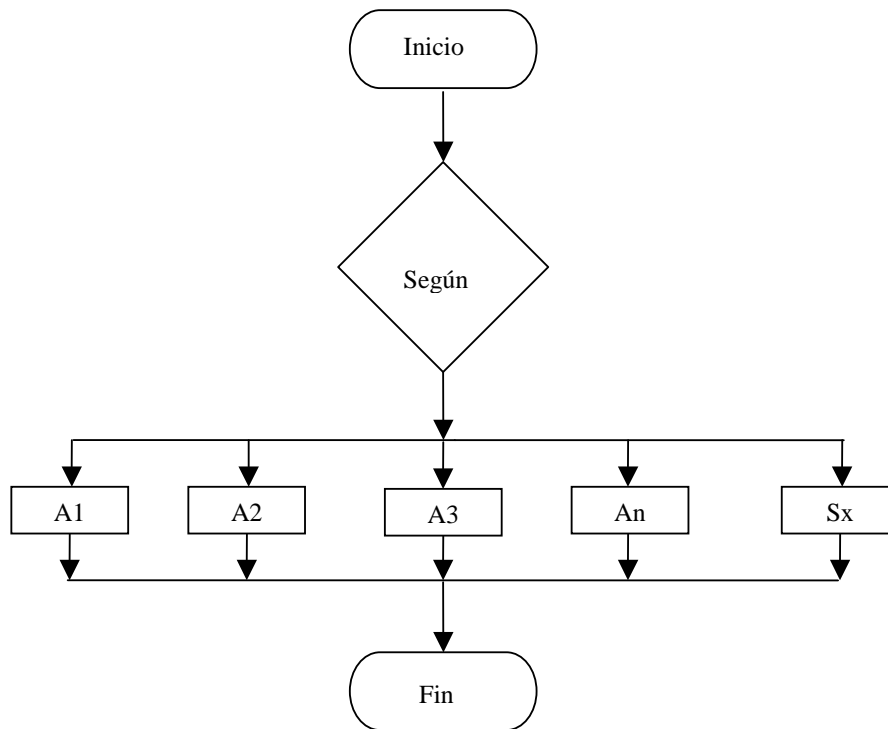 Inicio
Según
A1
A2
A3
An
Sx
Fin